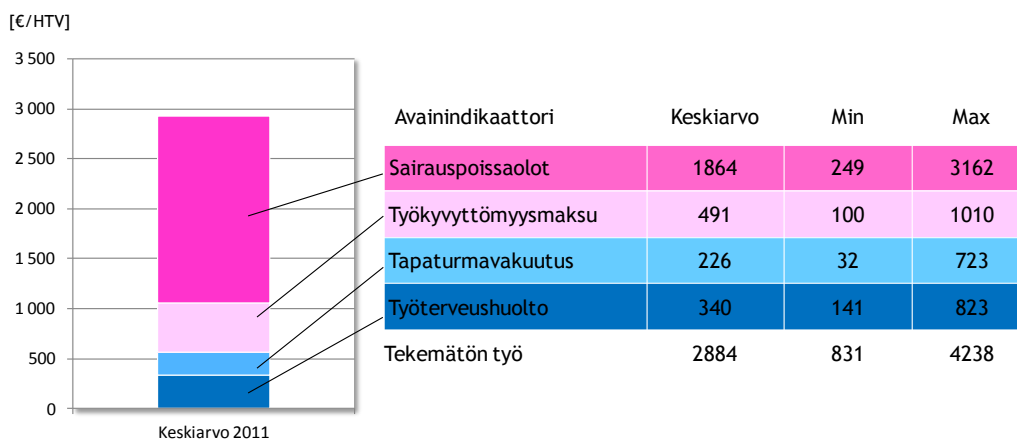 [€/HTV]
3 500
3 000
2 500
2 000
1 500
1 000
500
0
Keskiarvo 2011
Avainindikaattori Keskiarvo Min Max
Sairauspoissaolot 1864 249 3162
Työkyvyttömyysmaksu 491 100 1010
Tapaturmavakuutus 226 32 723
Työterveushuolto 340 141 823
Tekemätön työ 2884 831 4238